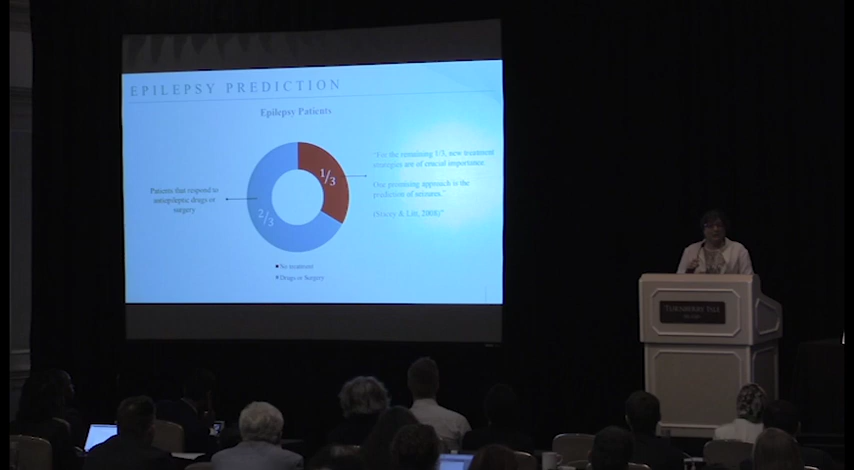 EPILEPSY PREDICTION
Epilepsy Patients
"For the remaining 1/3, new treatment
strategies are of crucial importance
One promising approach is the
prediction of seizures."
(Stacey & Litt, 2008)"
1/3
Patients that respond to
antiepileptic drugs or
surgery
2/3
No treatment
Drugs or Surgery